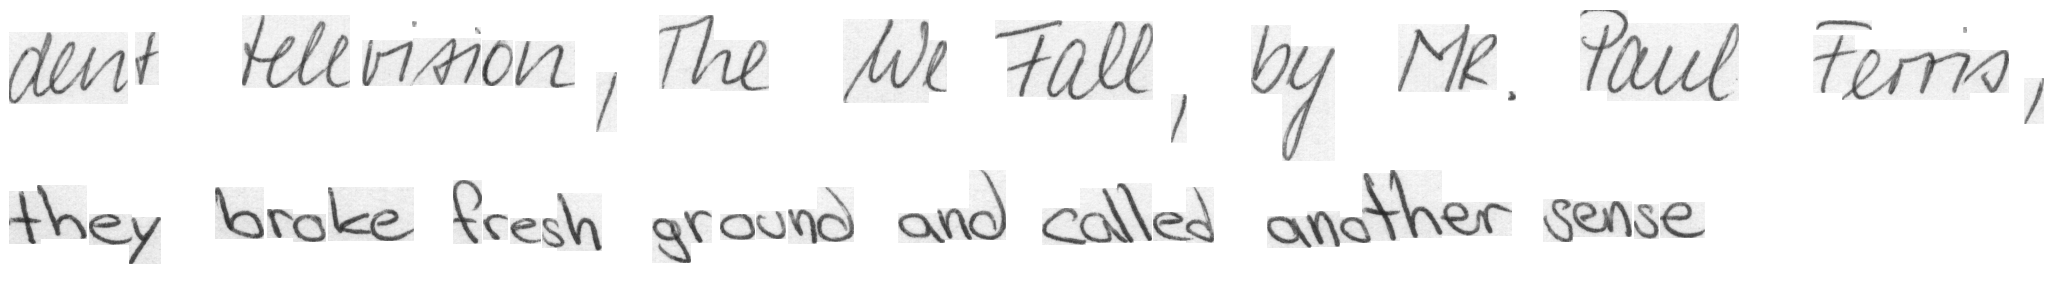 dent television, The We Fall, by Mr. Paul Ferris,
they broke fresh ground and called another sense